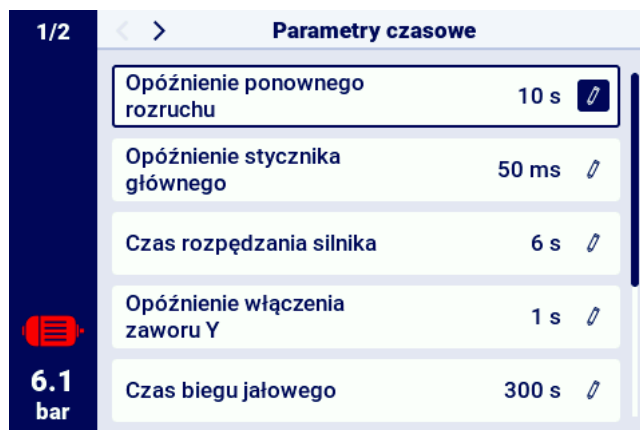 1/2
Parametry czasowe
Opóźnienie ponownego
rozruchu
10 s
Opóźnienie stycznika
głównego
50 ms
Czas rozpędzania silnika
6 s
Opóźnienie włączenia
zaworu Y
1 s
Czas biegu jałowego
300 s
6.1
bar